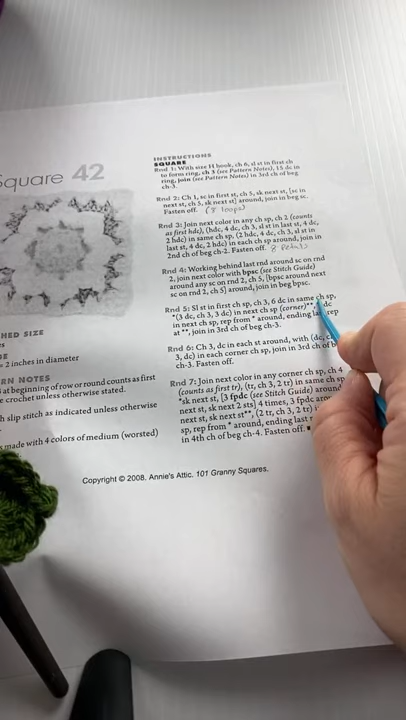 Square 42
HED SIZE
= 2 inches in diameter
RN NOTES
at beginning of row or round counts as first
e crochet unless otherwise stated.
h slip stitch as indicated unless otherwise
s made with 4 colors of medium (worsted)
INSTRUCTIONS
SQUARE
Rnd 1: With size H hook, ch 6, sl st in first ch
to form ring, ch 3 (see Pattern Notes), 15 dc in
ring, join (see Pattern Notes) in 3rd ch of beg
ch-3.
Rnd 2: Ch 1, sc in first st, ch 5, sk next st, [sc in
next st, ch 5, sk next st] around, join in beg sc.
Fasten off. (8 loops)
Rnd 3: Join next color in any ch sp, ch 2 (counts
as first hdc), (hdc, 4 dc, ch 3, sl st in last st, 4 dc,
2 hdc) in same ch sp, (2 hdc, 4 dc, ch 3, sl st in
last st, 4 dc, 2 hdc) in each ch sp around, join in
2nd ch of beg ch-2. Fasten off. 8 petals
Rnd 4: Working behind last rnd around sc on rnd
2, join next color with bpsc (see Stitch Guide)
around any sc on rnd 2, ch 5, [bpsc around next
sc on rnd 2, ch 5] around, join in beg bpsc.
Rnd 5: Sl st in first ch sp, ch 3, 6 dc in same ch sp,
*(3 dc, ch 3, 3 dc) in next ch sp (corner)**, dc
in next ch sp, rep from * around, ending last rep
at **, join in 3rd ch of beg ch-3.
Rnd 6: Ch 3, dc in each st around, with (dc, ch
3, dc) in each corner ch sp, join in 3rd ch of b
ch-3. Fasten off.
Rnd 7: Join next color in any corner ch sp, ch 4
(counts as first tr), (tr, ch 3, 2 tr) in same ch sp
*sk next st, [3 fpdc (see Stitch Guide) around
next st, sk next 2 sts] 4 times, 3 fpdc aro
next st, sk next st**, (2 tr, ch 3, 2 tr) i
sp, rep from * around, ending last
in 4th ch of beg ch-4. Fasten off. ■
Copyright © 2008. Annie's Attic. 101 Granny Squares.